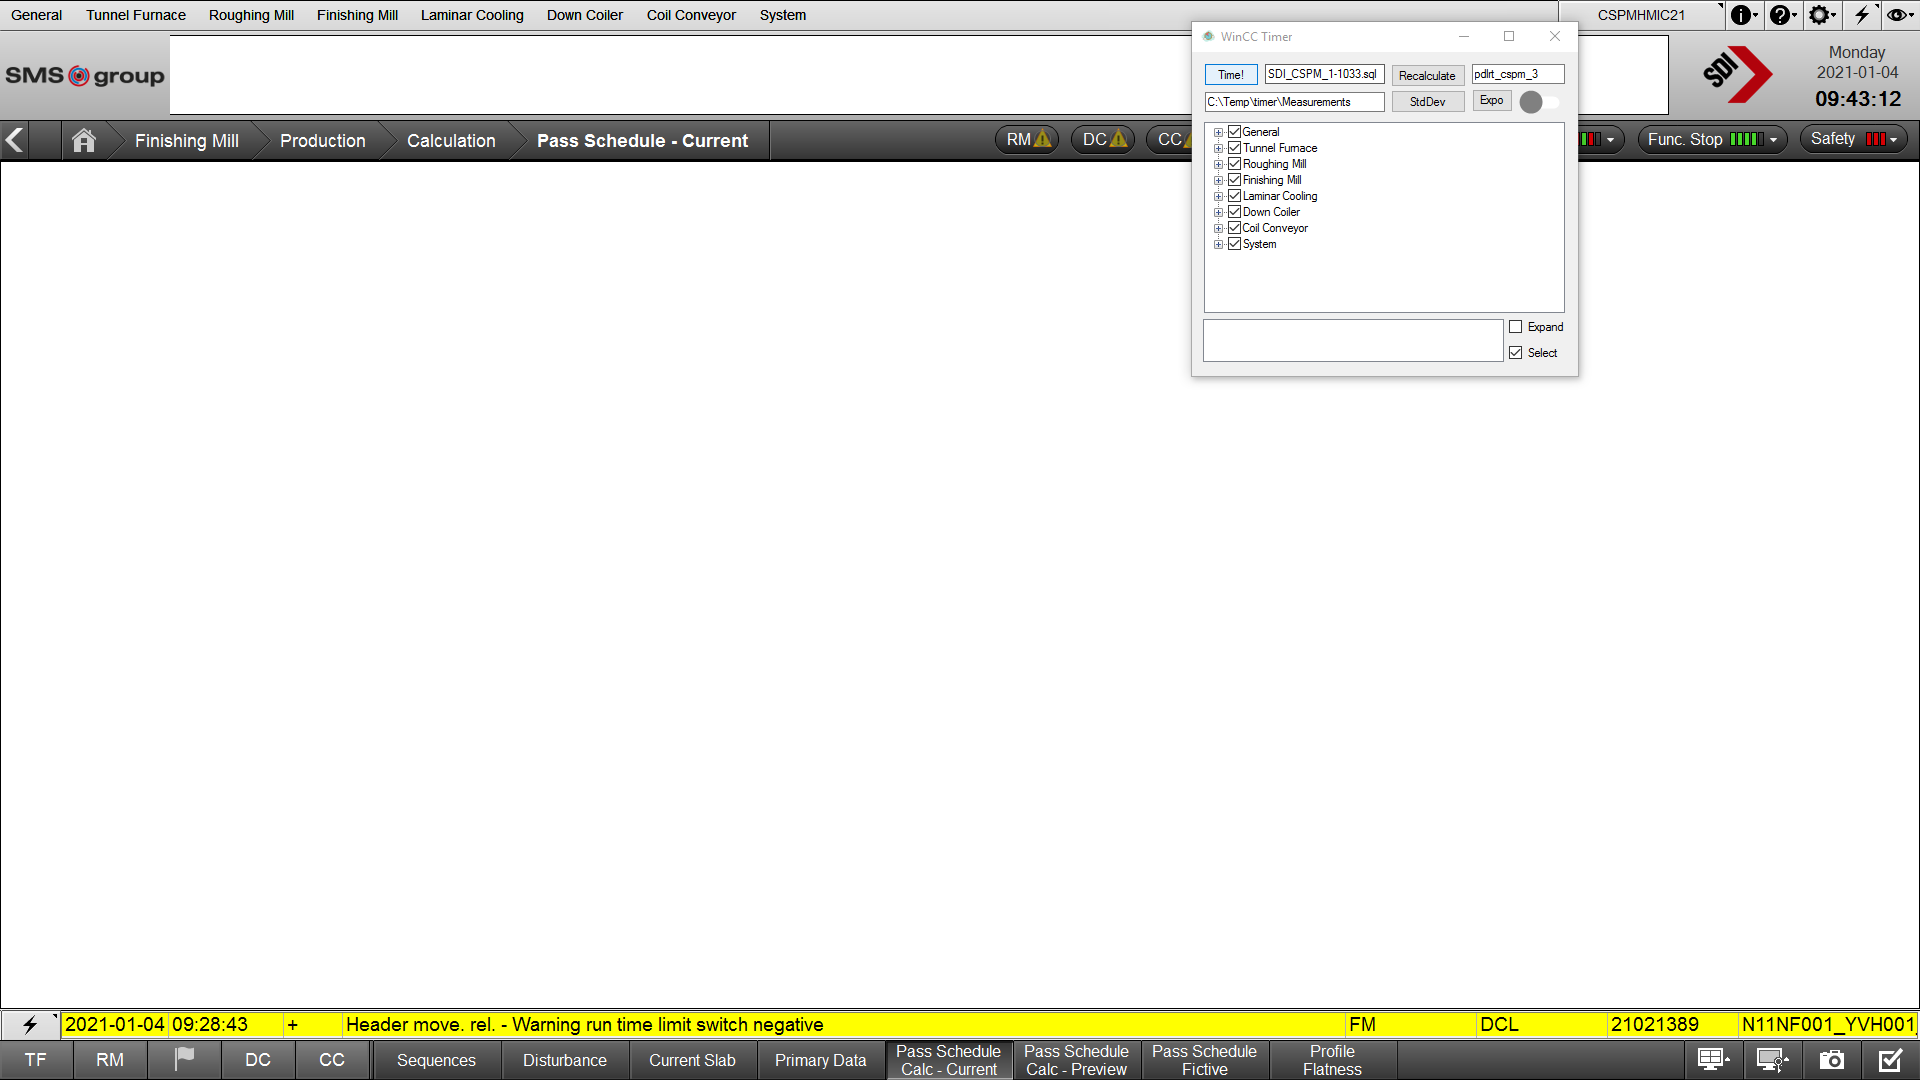 General Tunnel Furnace Roughing Mill Finishing Mill Laminar Cooling Down Coiler Coil Conveyor System CSPMHMIC21
WinCC Timer
SMS group
SDI
Monday
2021-01-04
09:43:12
Time! SDI_CSPM_1-1033.sql Recalculate pdlrt_cspm_3
C:\Temp\timer\Measurements StdDev Expo
Finishing Mill Production Calculation Pass Schedule - Current RM DC CC Func. Stop Safety
General
Tunnel Furnace
Roughing Mill
Finishing Mill
Laminar Cooling
Down Coiler
Coil Conveyor
System
Expand
Select
2021-01-04 09:28:43 + Header move. rel. - Warning run time limit switch negative FM DCL 21021389 N11NF001_YVH001
TF RM DC CC Sequences Disturbance Current Slab Primary Data
Pass Schedule
Calc - Current
Pass Schedule
Calc - Preview
Pass Schedule
Fictive
Profile
Flatness